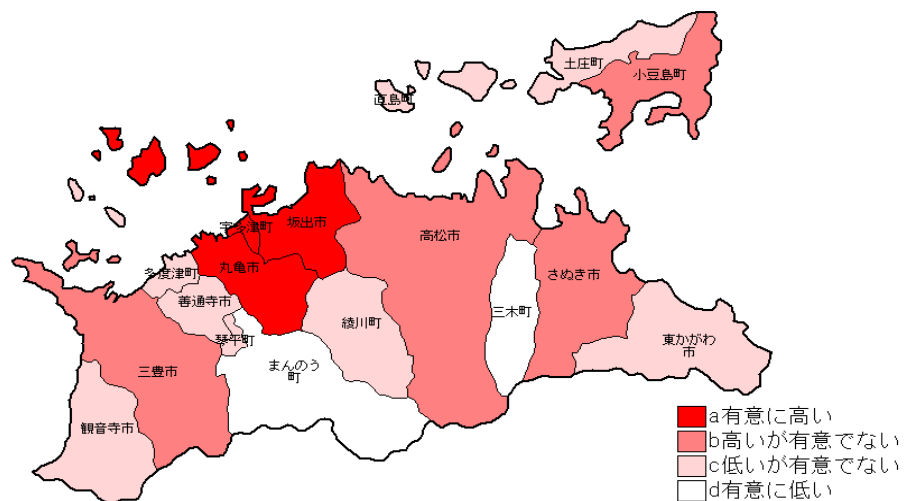 土庄町
小豆島町
直島町
宇多津町
坂出市
高松市
丸亀市
多度津町
さぬき市
善通寺市
三木町
綾川町
琴平町
東かがわ
市
まんのう
町
三豊市
観音寺市
a有意に高い
b高いが有意でない
c低いが有意でない
d有意に低い